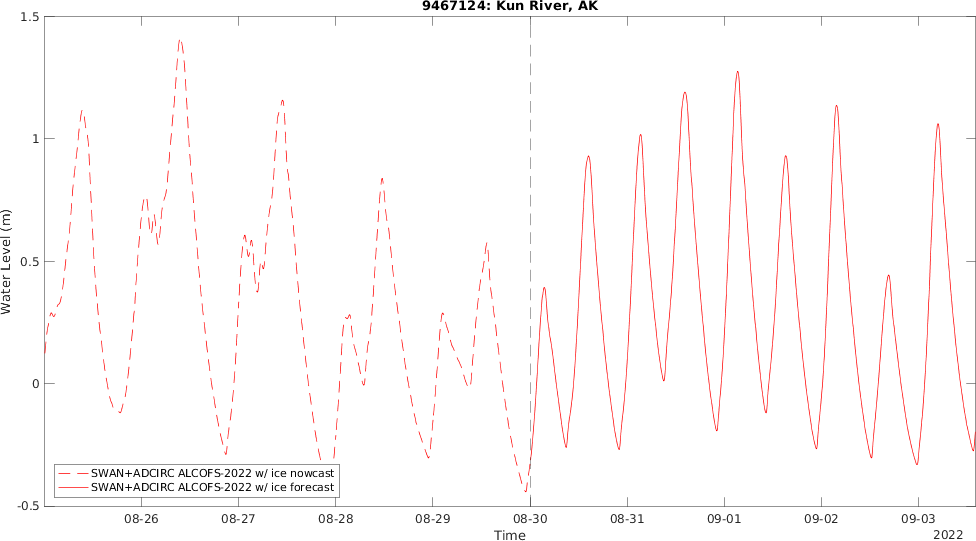 9467124: Kun River, AK
1.5
1
0.5
0
-0.5
Water Level (m)
SWAN+ADCIRC ALCOFS-2022 w/ ice nowcast
SWAN+ADCIRC ALCOFS-2022 w/ ice forecast
08-26 08-27 08-28 08-29 08-30 08-31 09-01 09-02 09-03
Time
2022